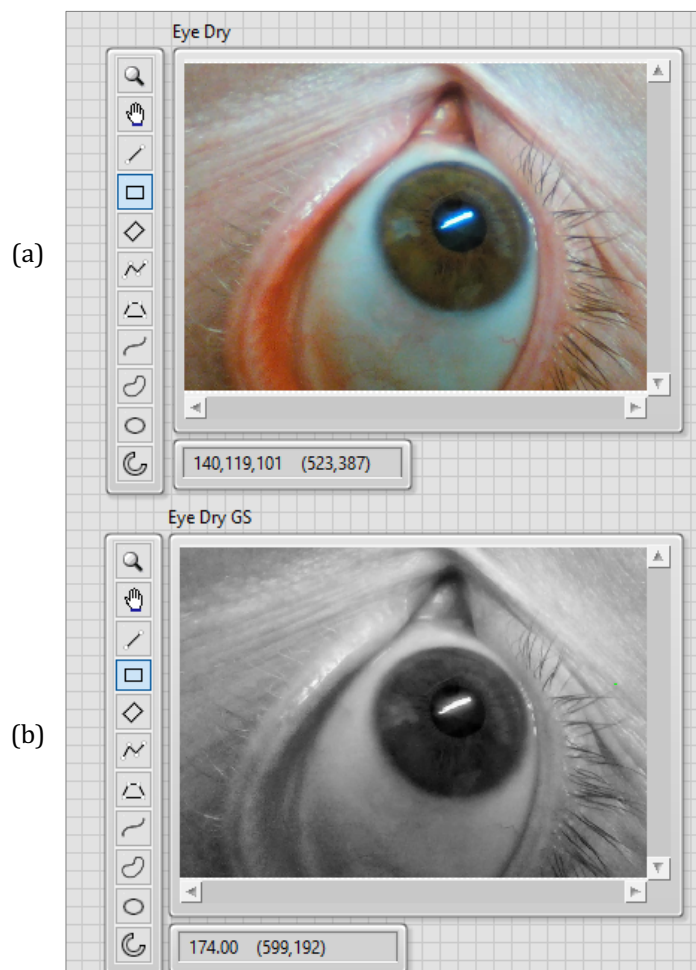 Eye Dry
(a)
140,119,101 (523,387)
Eye Dry GS
(b)
174.00 (599,192)